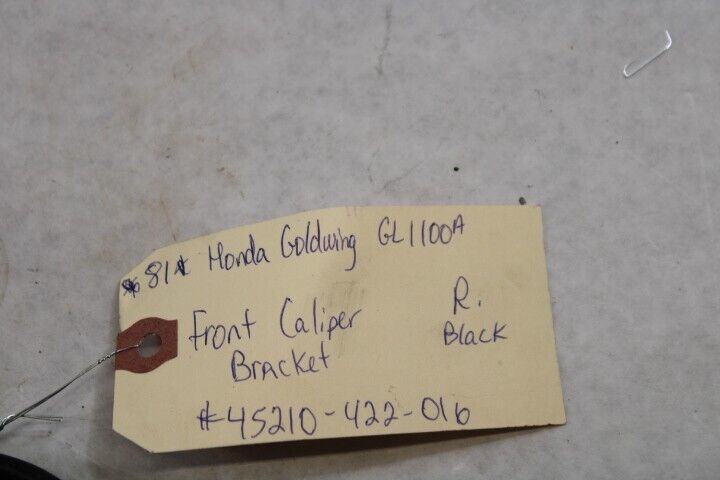 *81* Honda Goldwing GL1100A
Front Caliper
Bracket
R.
Black
#45210-422-016